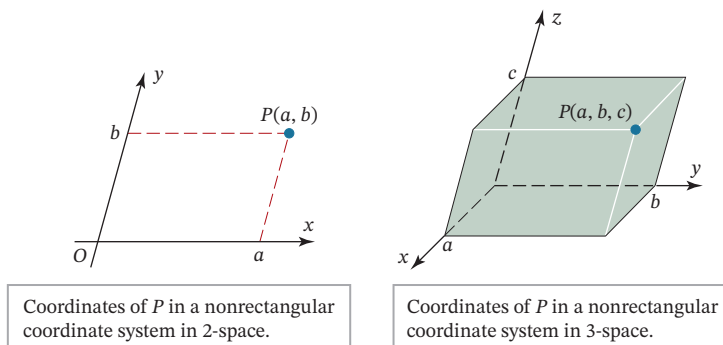 y
b
P(a, b)
x
O
a
Coordinates of P in a nonrectangular
coordinate system in 2-space.
z
c
P(a, b, c)
y
b
a
x
Coordinates of P in a nonrectangular
coordinate system in 3-space.